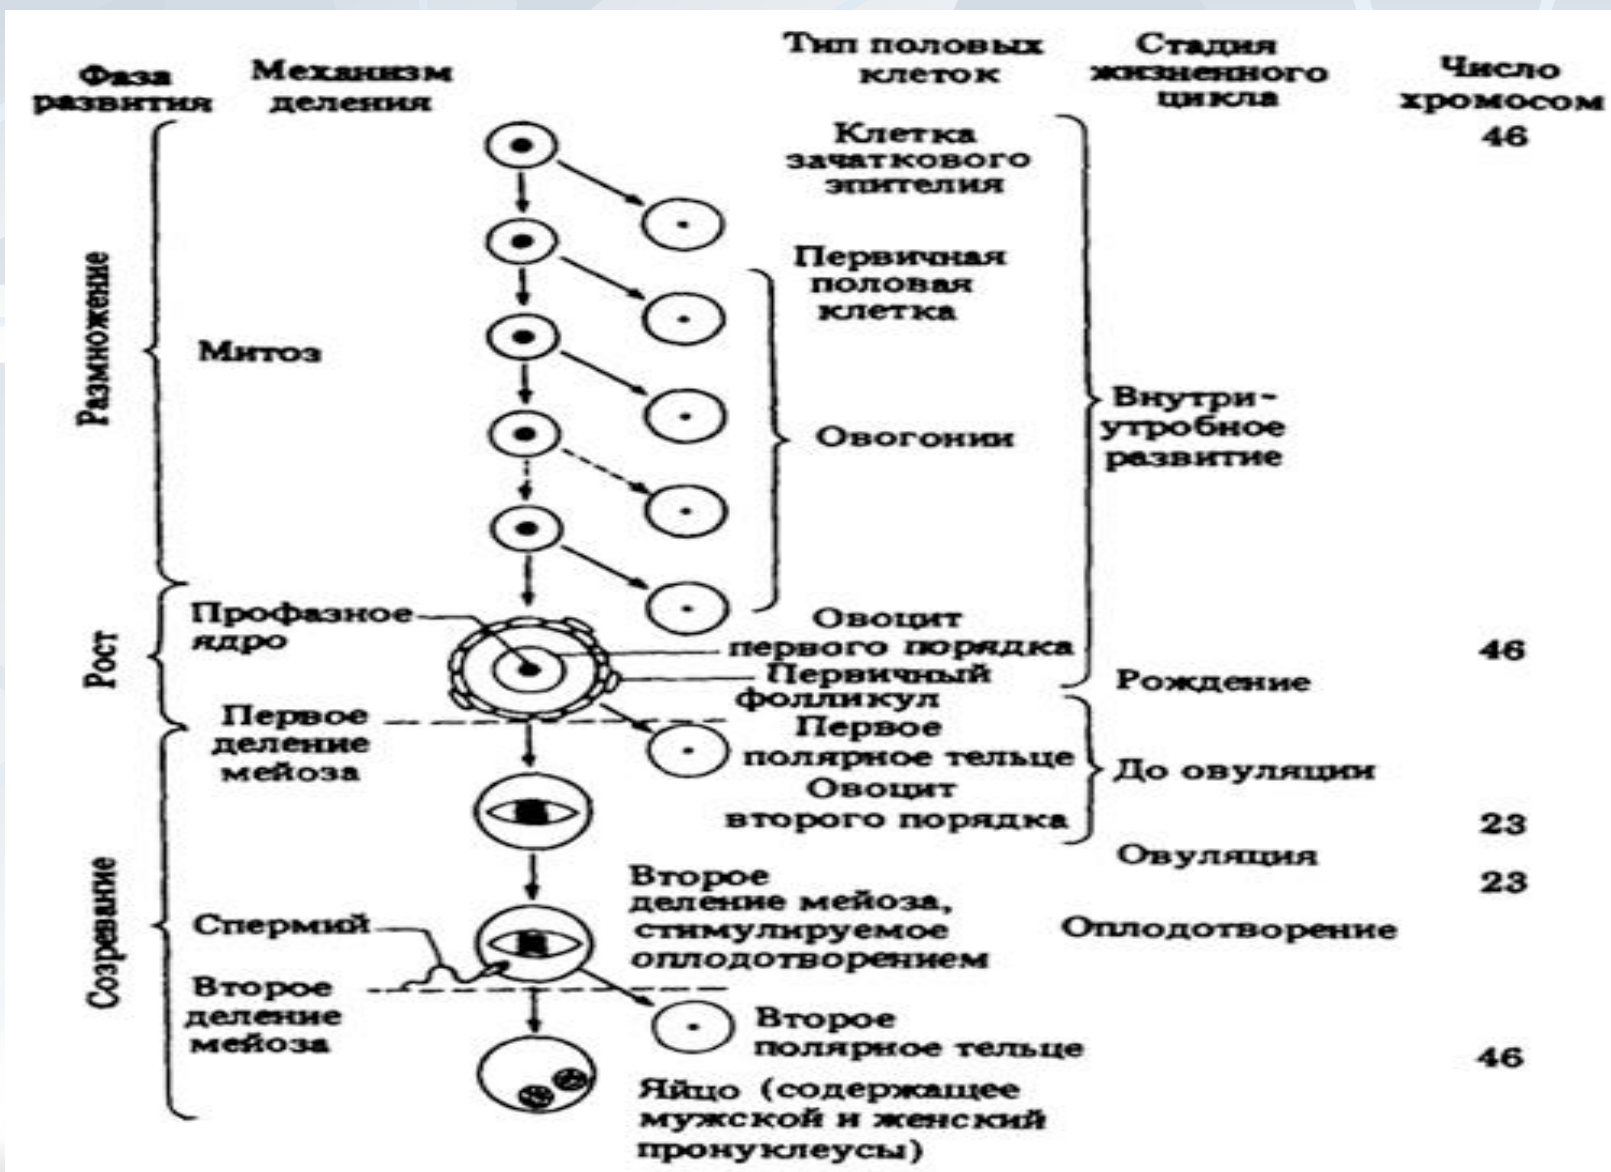 Фаза
развития
Механизм
деления
Тип половых
клеток
Стадия
жизненного
цикла
Число
хромосом
Клетка
зачаткового
эпителия
46
Размножение
Митоз
Первичная
половая
клетка
Овогонии
Внутри-
утробное
развитие
Рост
Профазное
ядро
Овоцит
первого порядка
46
Первичный
фолликул
Рождение
Первое
деление
мейоза
Первое
полярное тельце
До овуляции
Овоцит
второго порядка
23
Овуляция
23
Созревание
Спермий
Второе
деление мейоза,
стимулируемое
оплодотворением
Оплодотворение
Второе
деление
мейоза
Второе
полярное тельце
46
Яйцо (содержащее
мужской и женский
пронуклеусы)